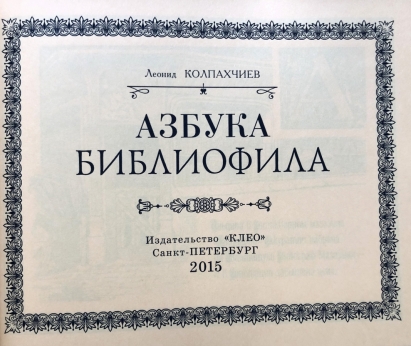 Леонид КОЛПАХЧИЕВ
АЗБУКА
БИБЛИОФИЛА
Издательство «КЛЕО»
Санкт-ПЕТЕРБУРГ
2015